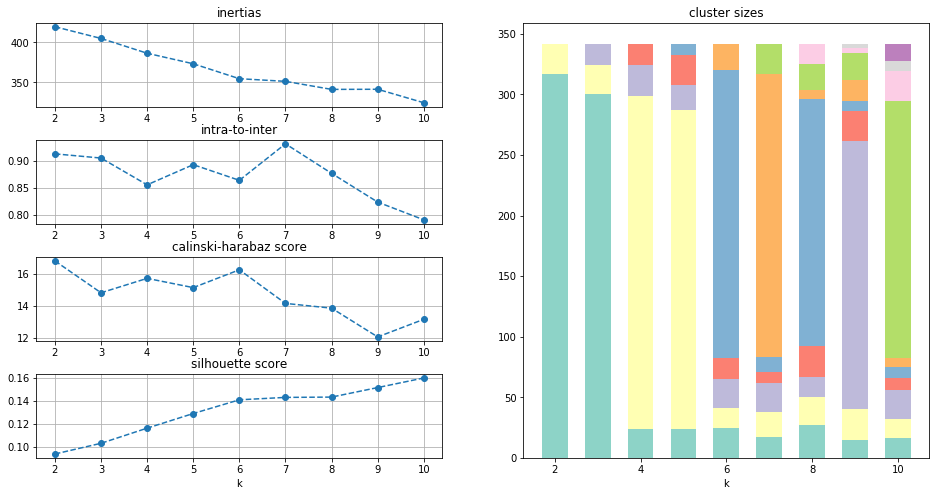 inertias
400
350
2 3 4 5 6 7 8 9 10
intra-to-inter
0.90
0.85
0.80
2 3 4 5 6 7 8 9 10
calinski-harabaz score
16
14
12
2 3 4 5 6 7 8 9 10
silhouette score
0.16
0.14
0.12
0.10
2 3 4 5 6 7 8 9 10
k
cluster sizes
350
300
250
200
150
100
50
0
2 4 6 8 10
k